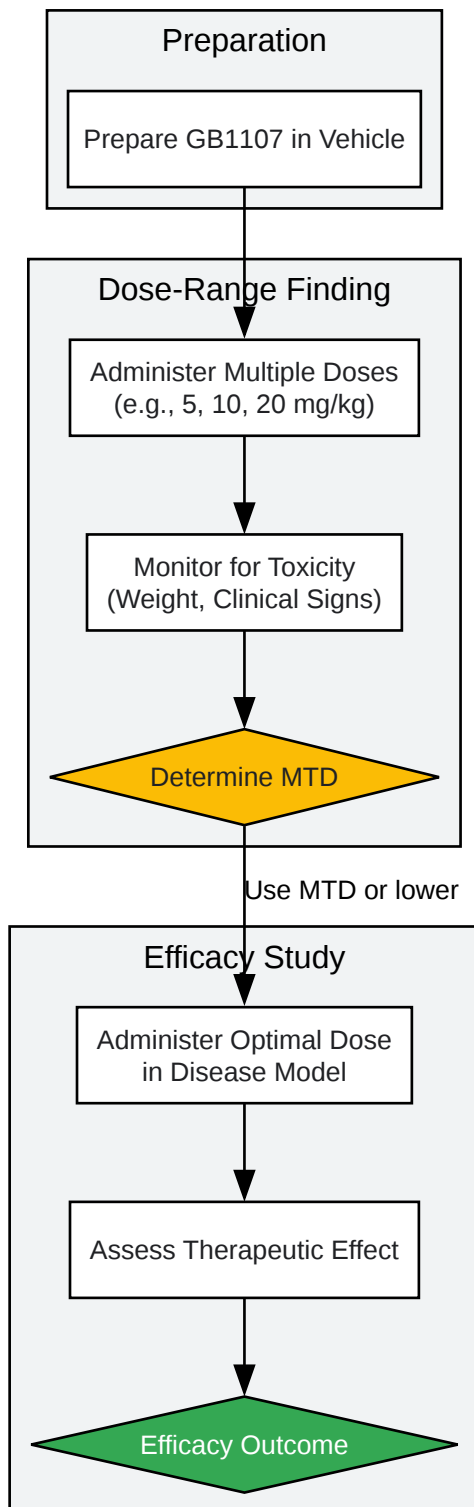 Preparation
Prepare GB1107 in Vehicle
Dose-Range Finding
Administer Multiple Doses
(e.g., 5, 10, 20 mg/kg)
Monitor for Toxicity
(Weight, Clinical Signs)
Determine MTD
Use MTD or lower
Efficacy Study
Administer Optimal Dose
in Disease Model
Assess Therapeutic Effect
Efficacy Outcome